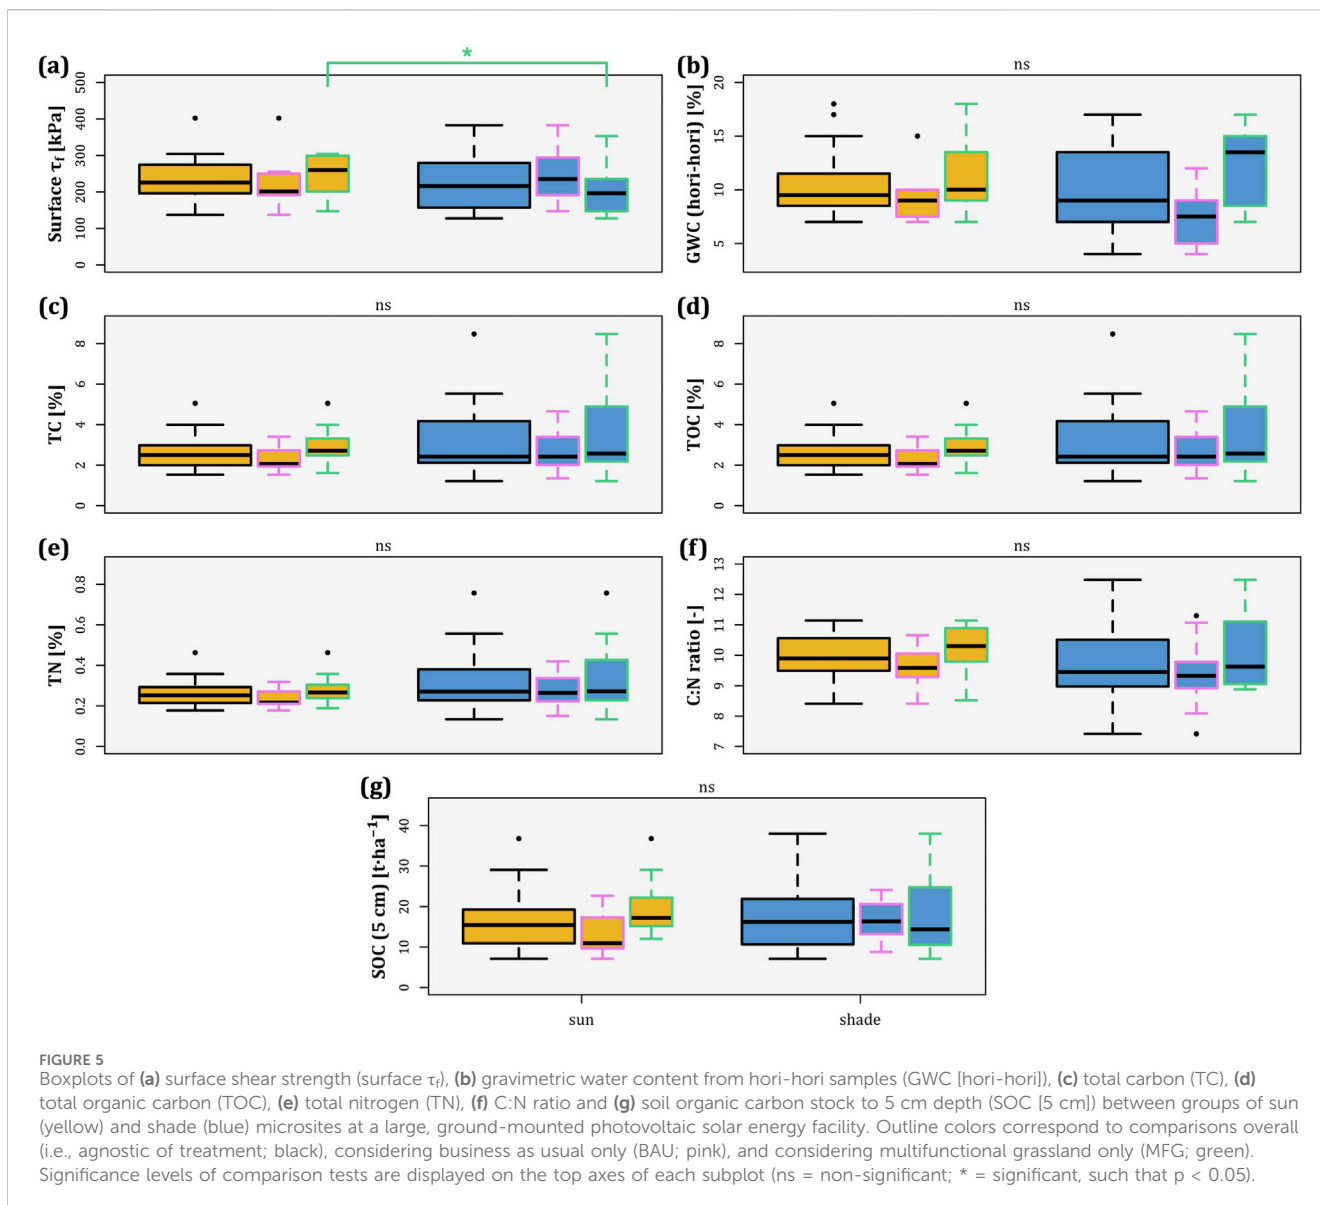 *
(a)
500
400
300
200
100
0
Surface τf [kPa]
(b)
ns
20
15
10
5
GWC (hori-hori) [%]
(c)
ns
8
6
4
2
0
TC [%]
(d)
ns
8
6
4
2
0
TOC [%]
(e)
ns
0.8
0.6
0.4
0.2
0.0
TN [%]
(f)
ns
13
12
11
10
9
8
7
C:N ratio [-]
(g)
ns
40
30
20
10
0
SOC (5 cm) [t·ha⁻¹]
sun
shade
FIGURE 5
Boxplots of (a) surface shear strength (surface τf), (b) gravimetric water content from hori-hori samples (GWC [hori-hori]), (c) total carbon (TC), (d)
total organic carbon (TOC), (e) total nitrogen (TN), (f) C:N ratio and (g) soil organic carbon stock to 5 cm depth (SOC [5 cm]) between groups of sun
(yellow) and shade (blue) microsites at a large, ground-mounted photovoltaic solar energy facility. Outline colors correspond to comparisons overall
(i.e., agnostic of treatment; black), considering business as usual only (BAU; pink), and considering multifunctional grassland only (MFG; green).
Significance levels of comparison tests are displayed on the top axes of each subplot (ns = non-significant; * = significant, such that p < 0.05).